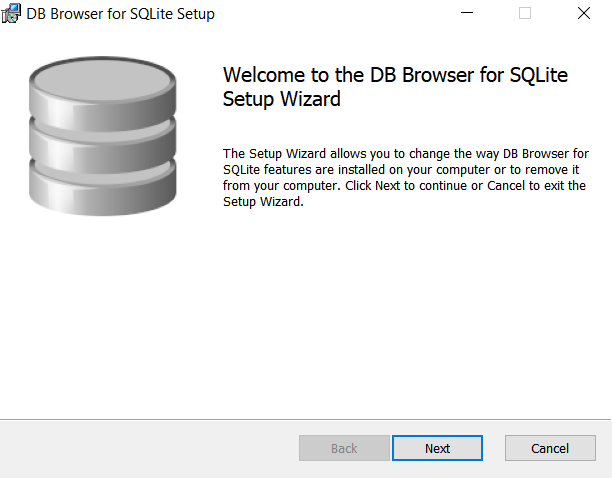 DB Browser for SQLite Setup
Welcome to the DB Browser for SQLite
Setup Wizard
The Setup Wizard allows you to change the way DB Browser for
SQLite features are installed on your computer or to remove it
from your computer. Click Next to continue or Cancel to exit the
Setup Wizard.
Back
Next
Cancel